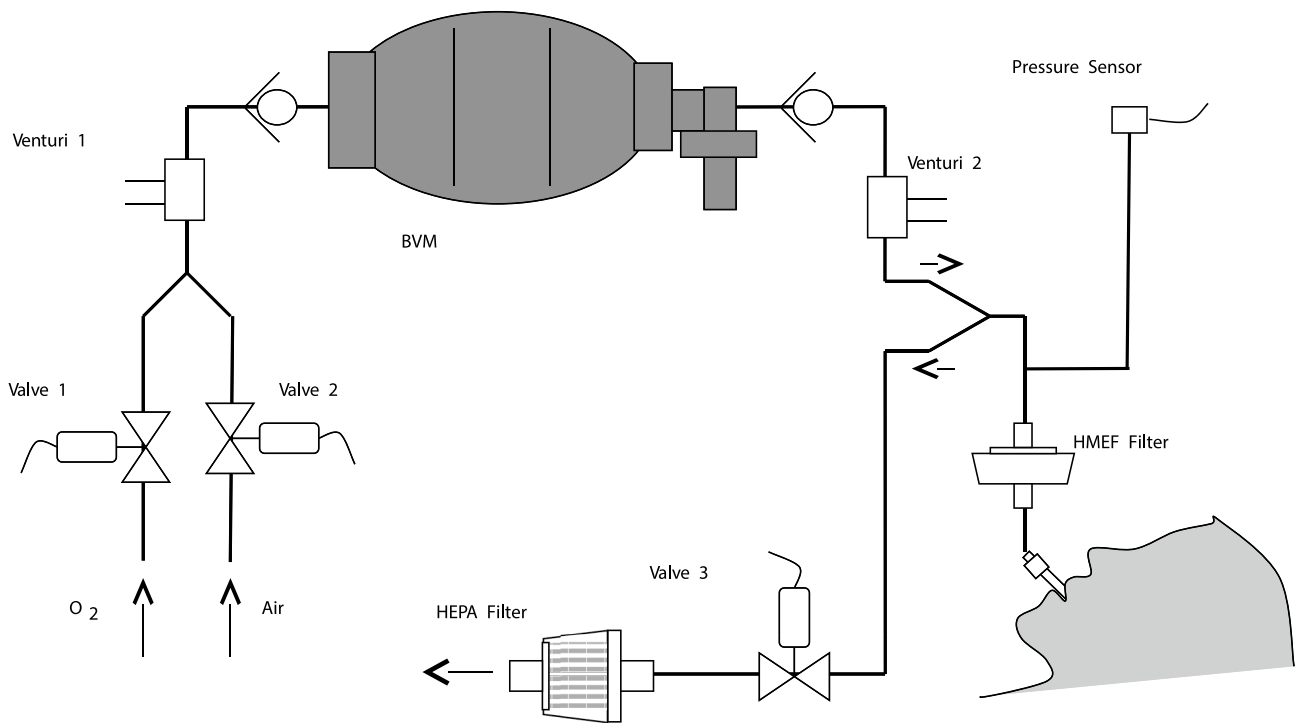 Pressure Sensor
Venturi 1
Venturi 2
BVM
Valve 1
Valve 2
HMEF Filter
Valve 3
O 2
Air
HEPA Filter